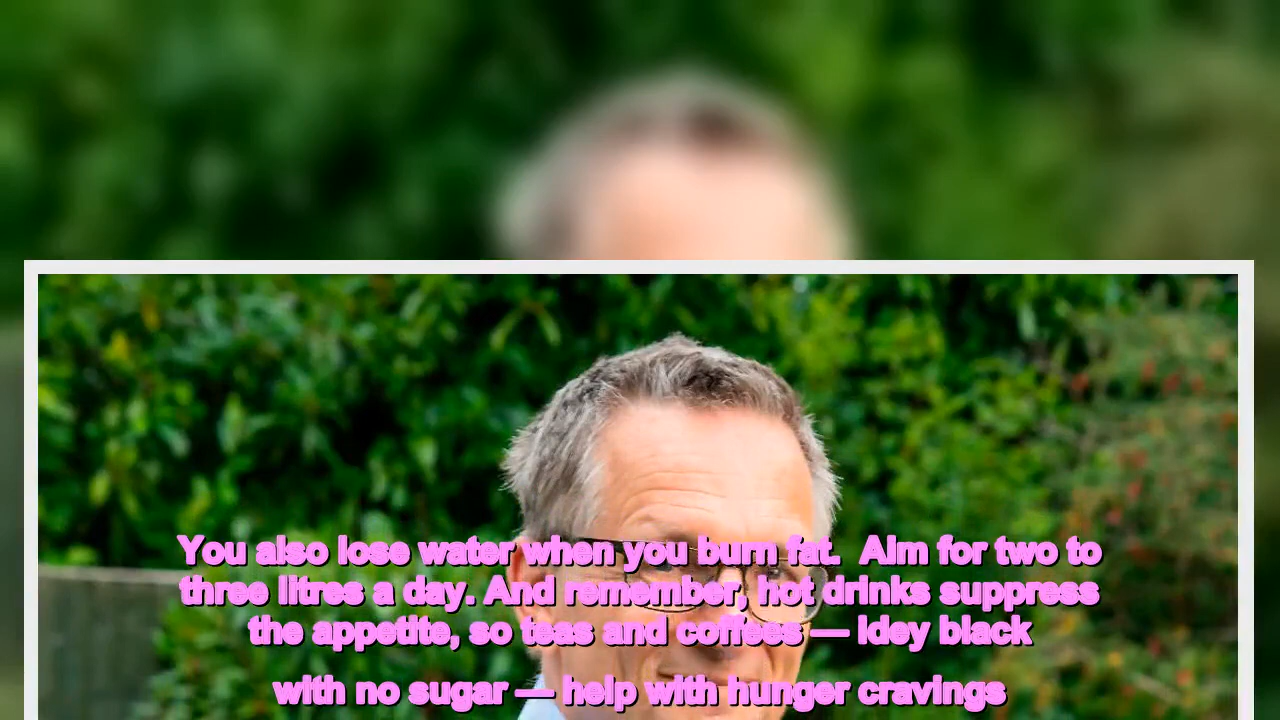 You also lose water when you burn fat.  Aim for two to
three litres a day. And remember, hot drinks suppress
the appetite, so teas and coffees — idey black
with no sugar — help with hunger cravings